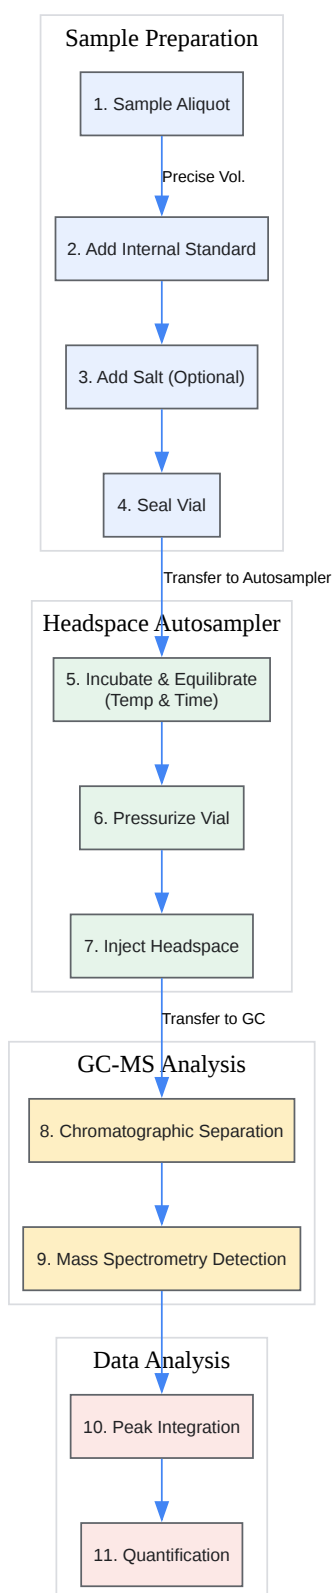 Sample Preparation
1. Sample Aliquot
Precise Vol.
2. Add Internal Standard
3. Add Salt (Optional)
4. Seal Vial
Transfer to Autosampler
Headspace Autosampler
5. Incubate & Equilibrate
(Temp & Time)
6. Pressurize Vial
7. Inject Headspace
Transfer to GC
GC-MS Analysis
8. Chromatographic Separation
9. Mass Spectrometry Detection
Data Analysis
10. Peak Integration
11. Quantification